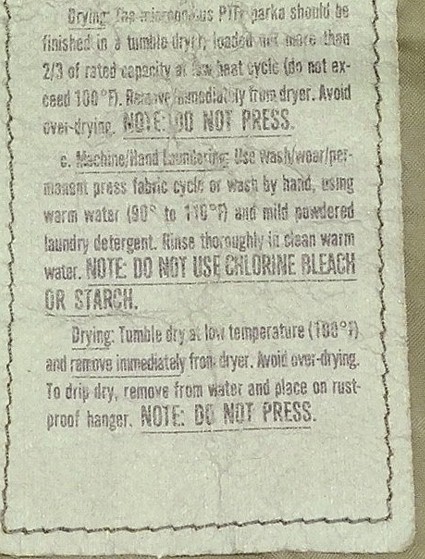 Drying: The microporous PTFE parka should be
finished in a tumble dryer, loaded not more than
2/3 of rated capacity at low heat cycle (do not ex-
ceed 100°F). Remove immediately from dryer. Avoid
over-drying. NOTE: DO NOT PRESS.
c. Machine/Hand Laundering: Use wash/wear/per-
manent press fabric cycle or wash by hand, using
warm water (90° to 110°F) and mild powdered
laundry detergent. Rinse thoroughly in clean warm
water. NOTE: DO NOT USE CHLORINE BLEACH
OR STARCH.
Drying: Tumble dry at low temperature (100°F)
and remove immediately from dryer. Avoid over-drying.
To drip dry, remove from water and place on rust-
proof hanger. NOTE: DO NOT PRESS.